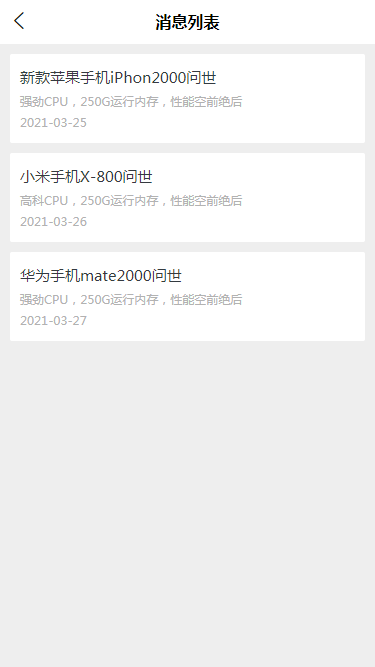 消息列表
新款苹果手机iPhon2000问世
强劲CPU，250G运行内存，性能空前绝后
2021-03-25
小米手机X-800问世
高科CPU，250G运行内存，性能空前绝后
2021-03-26
华为手机mate2000问世
强劲CPU，250G运行内存，性能空前绝后
2021-03-27